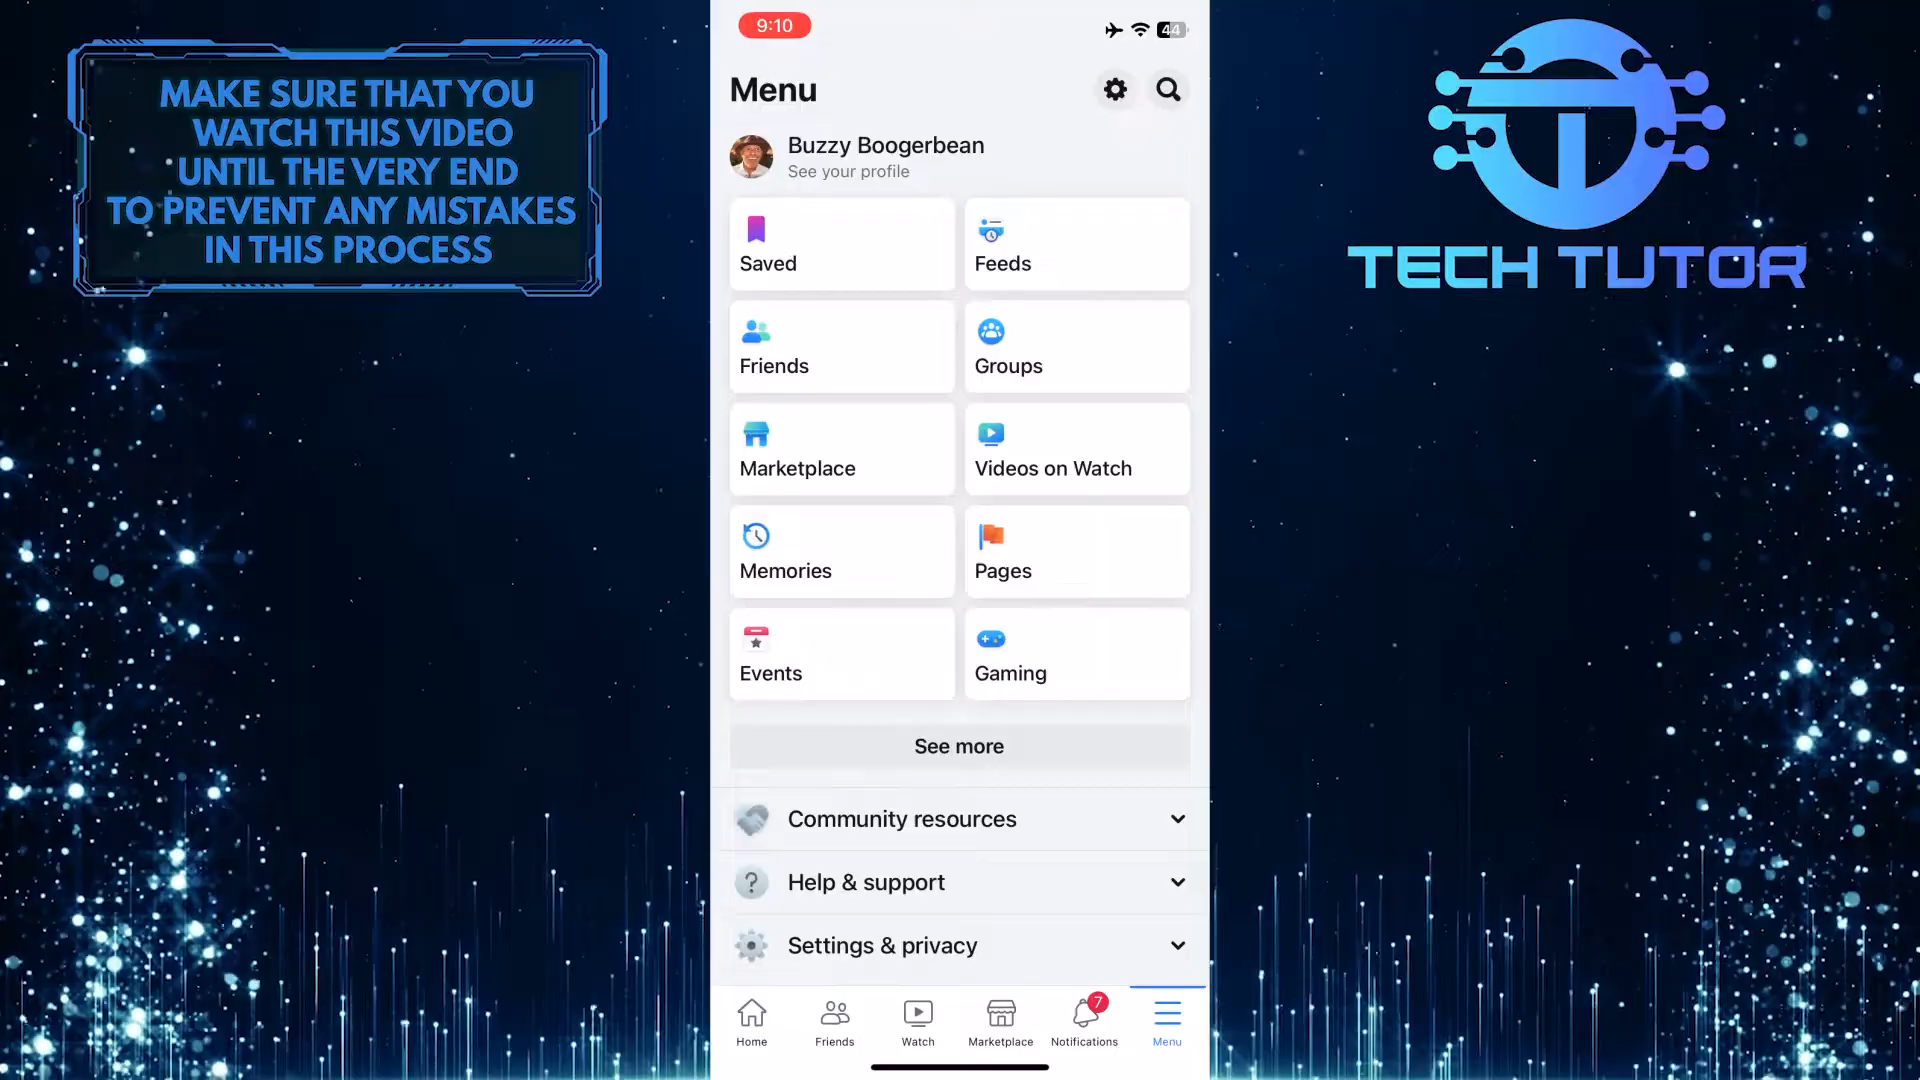 MAKE SURE THAT YOU
WATCH THIS VIDEO
UNTIL THE VERY END
TO PREVENT ANY MISTAKES
IN THIS PROCESS
9:10
44
Menu
Buzzy Boogerbean
See your profile
Saved
Feeds
Friends
Groups
Marketplace
Videos on Watch
Memories
Pages
Events
Gaming
See more
Community resources
Help & support
Settings & privacy
Home
Friends
Watch
Marketplace
7
Notifications
Menu
TECH TUTOR